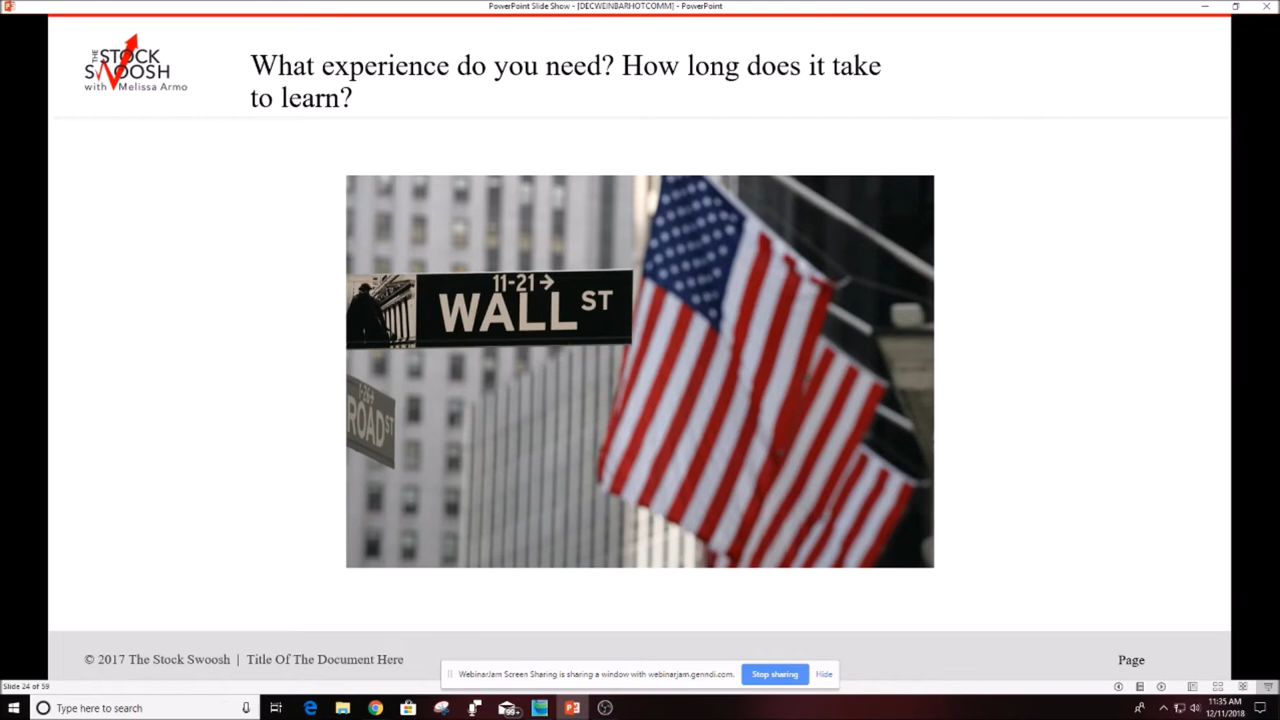 PowerPoint Slide Show - [DECWEINBARHOTCOMM] - PowerPoint
THE
STOCK
SWOOSH
with Melissa Armo
What experience do you need? How long does it take
to learn?
11-21→
WALL ST
ROAD ST
© 2017 The Stock Swoosh | Title Of The Document Here
Page
WebinarJam Screen Sharing is sharing a window with webinarjam.genndi.com.
Stop sharing
Hide
Slide 24 of 59
Type here to search
99+
11:35 AM
12/11/2018